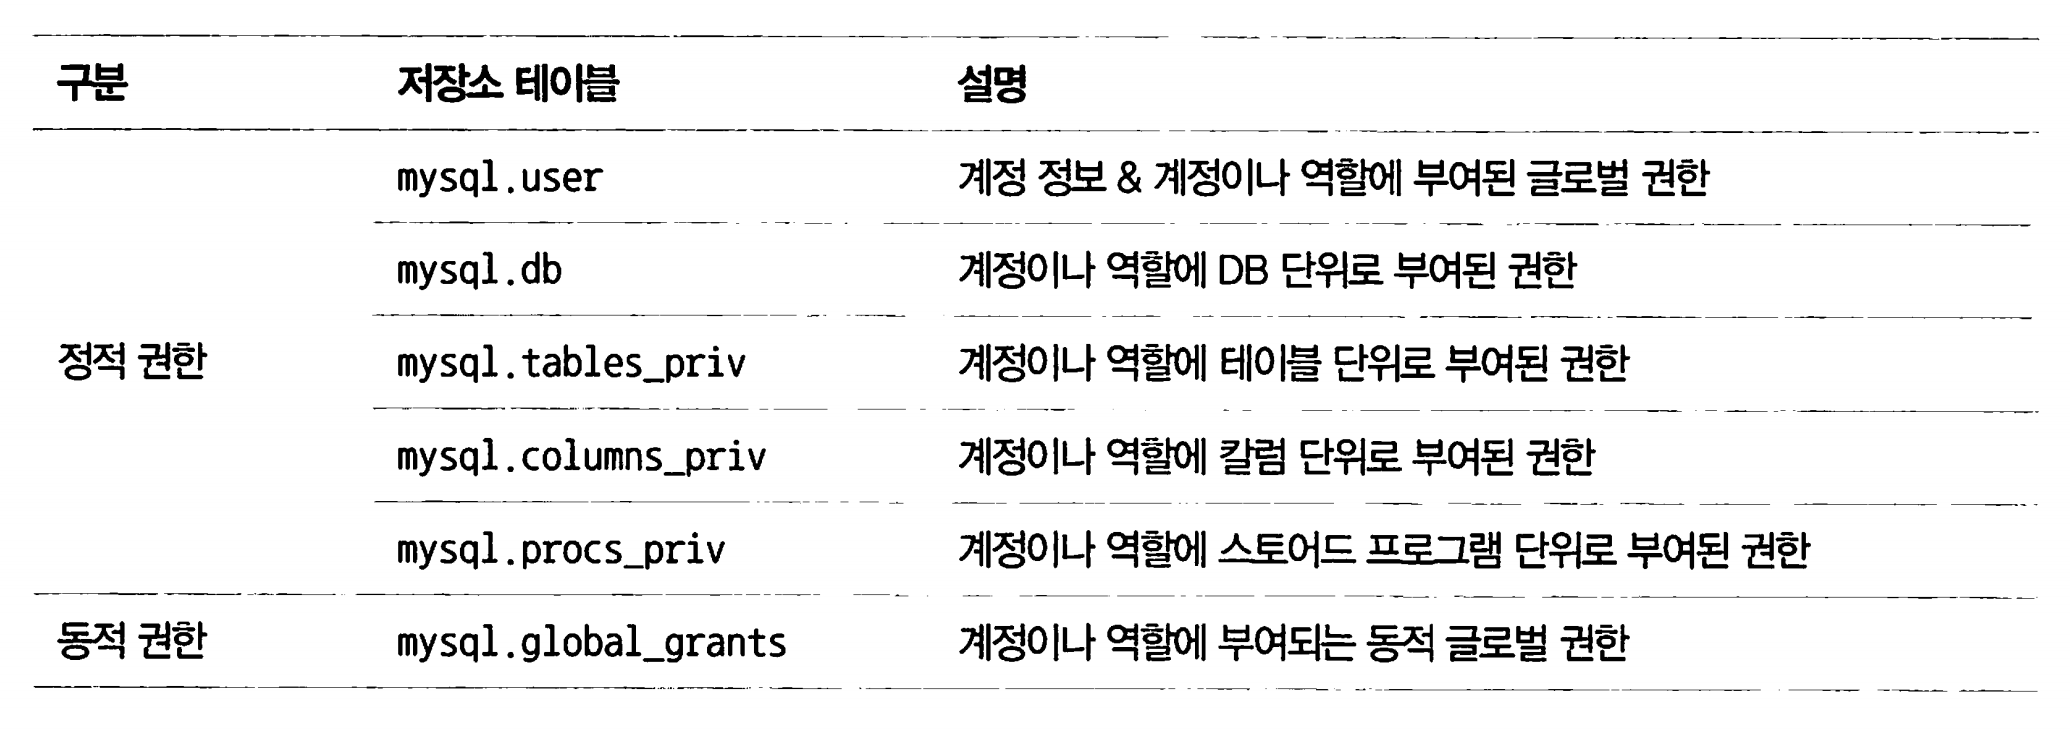 구분 저장소 테이블 설명
mysql.user 계정 정보 & 계정이나 역할에 부여된 글로벌 권한
mysql.db 계정이나 역할에 DB 단위로 부여된 권한
정적 권한 mysql.tables_priv 계정이나 역할에 테이블 단위로 부여된 권한
mysql.columns_priv 계정이나 역할에 칼럼 단위로 부여된 권한
mysql.procs_priv 계정이나 역할에 스토어드 프로그램 단위로 부여된 권한
동적 권한 mysql.global_grants 계정이나 역할에 부여되는 동적 글로벌 권한